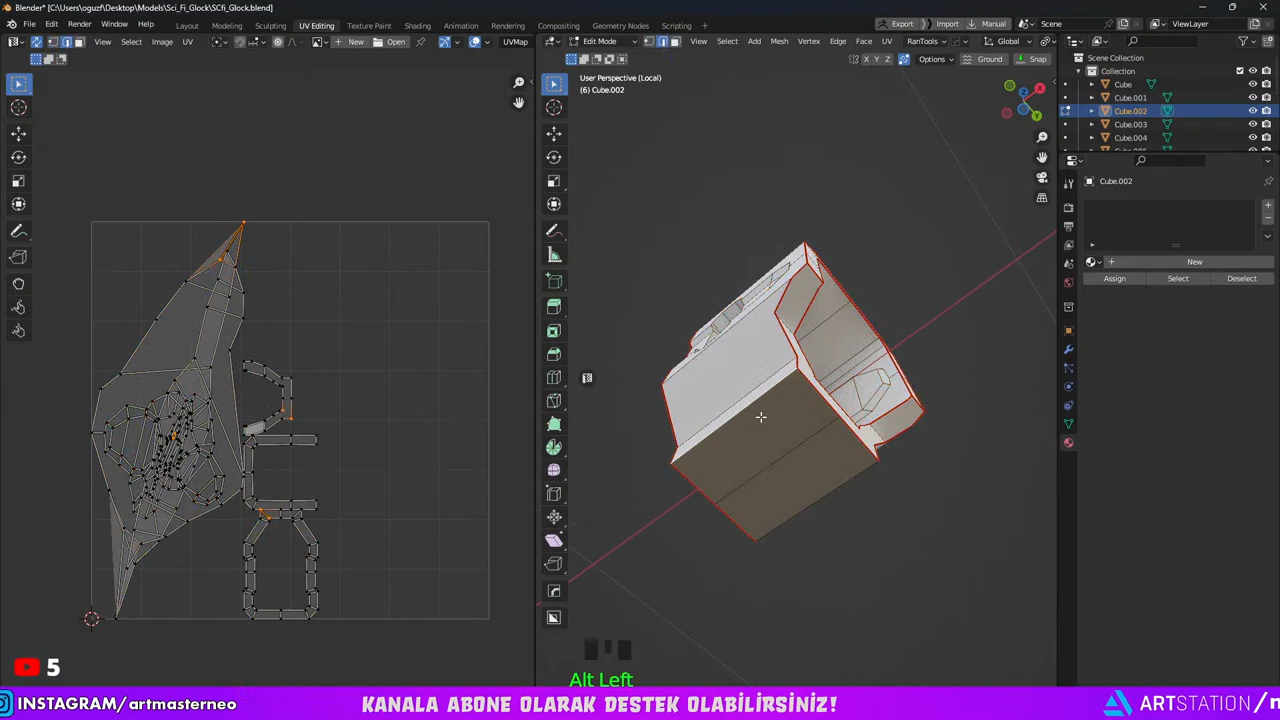 Blender* [C:\Users\oguzf\Desktop\Models\Sci_Fi_Glock\SCfi_Glock.blend]
File Edit Render Window Help Layout Modeling Sculpting UV Editing Texture Paint Shading Animation Rendering Compositing Geometry Nodes Scripting Export Import Manual Scene ViewLayer
View Select Image UV New Open UVMap Edit Mode View Select Add Mesh Vertex Edge Face UV RanTools Global
X Y Z Options Ground Snap
Scene Collection
Collection
Cube
Cube.001
Cube.002
Cube.003
Cube.004
User Perspective (Local)
(6) Cube.002
Cube.002
New
Assign Select Deselect
5
Alt Left
INSTAGRAM/artmasterneo KANALA ABONE OLARAK DESTEK OLABİLİRSİNİZ! ARTSTATION/